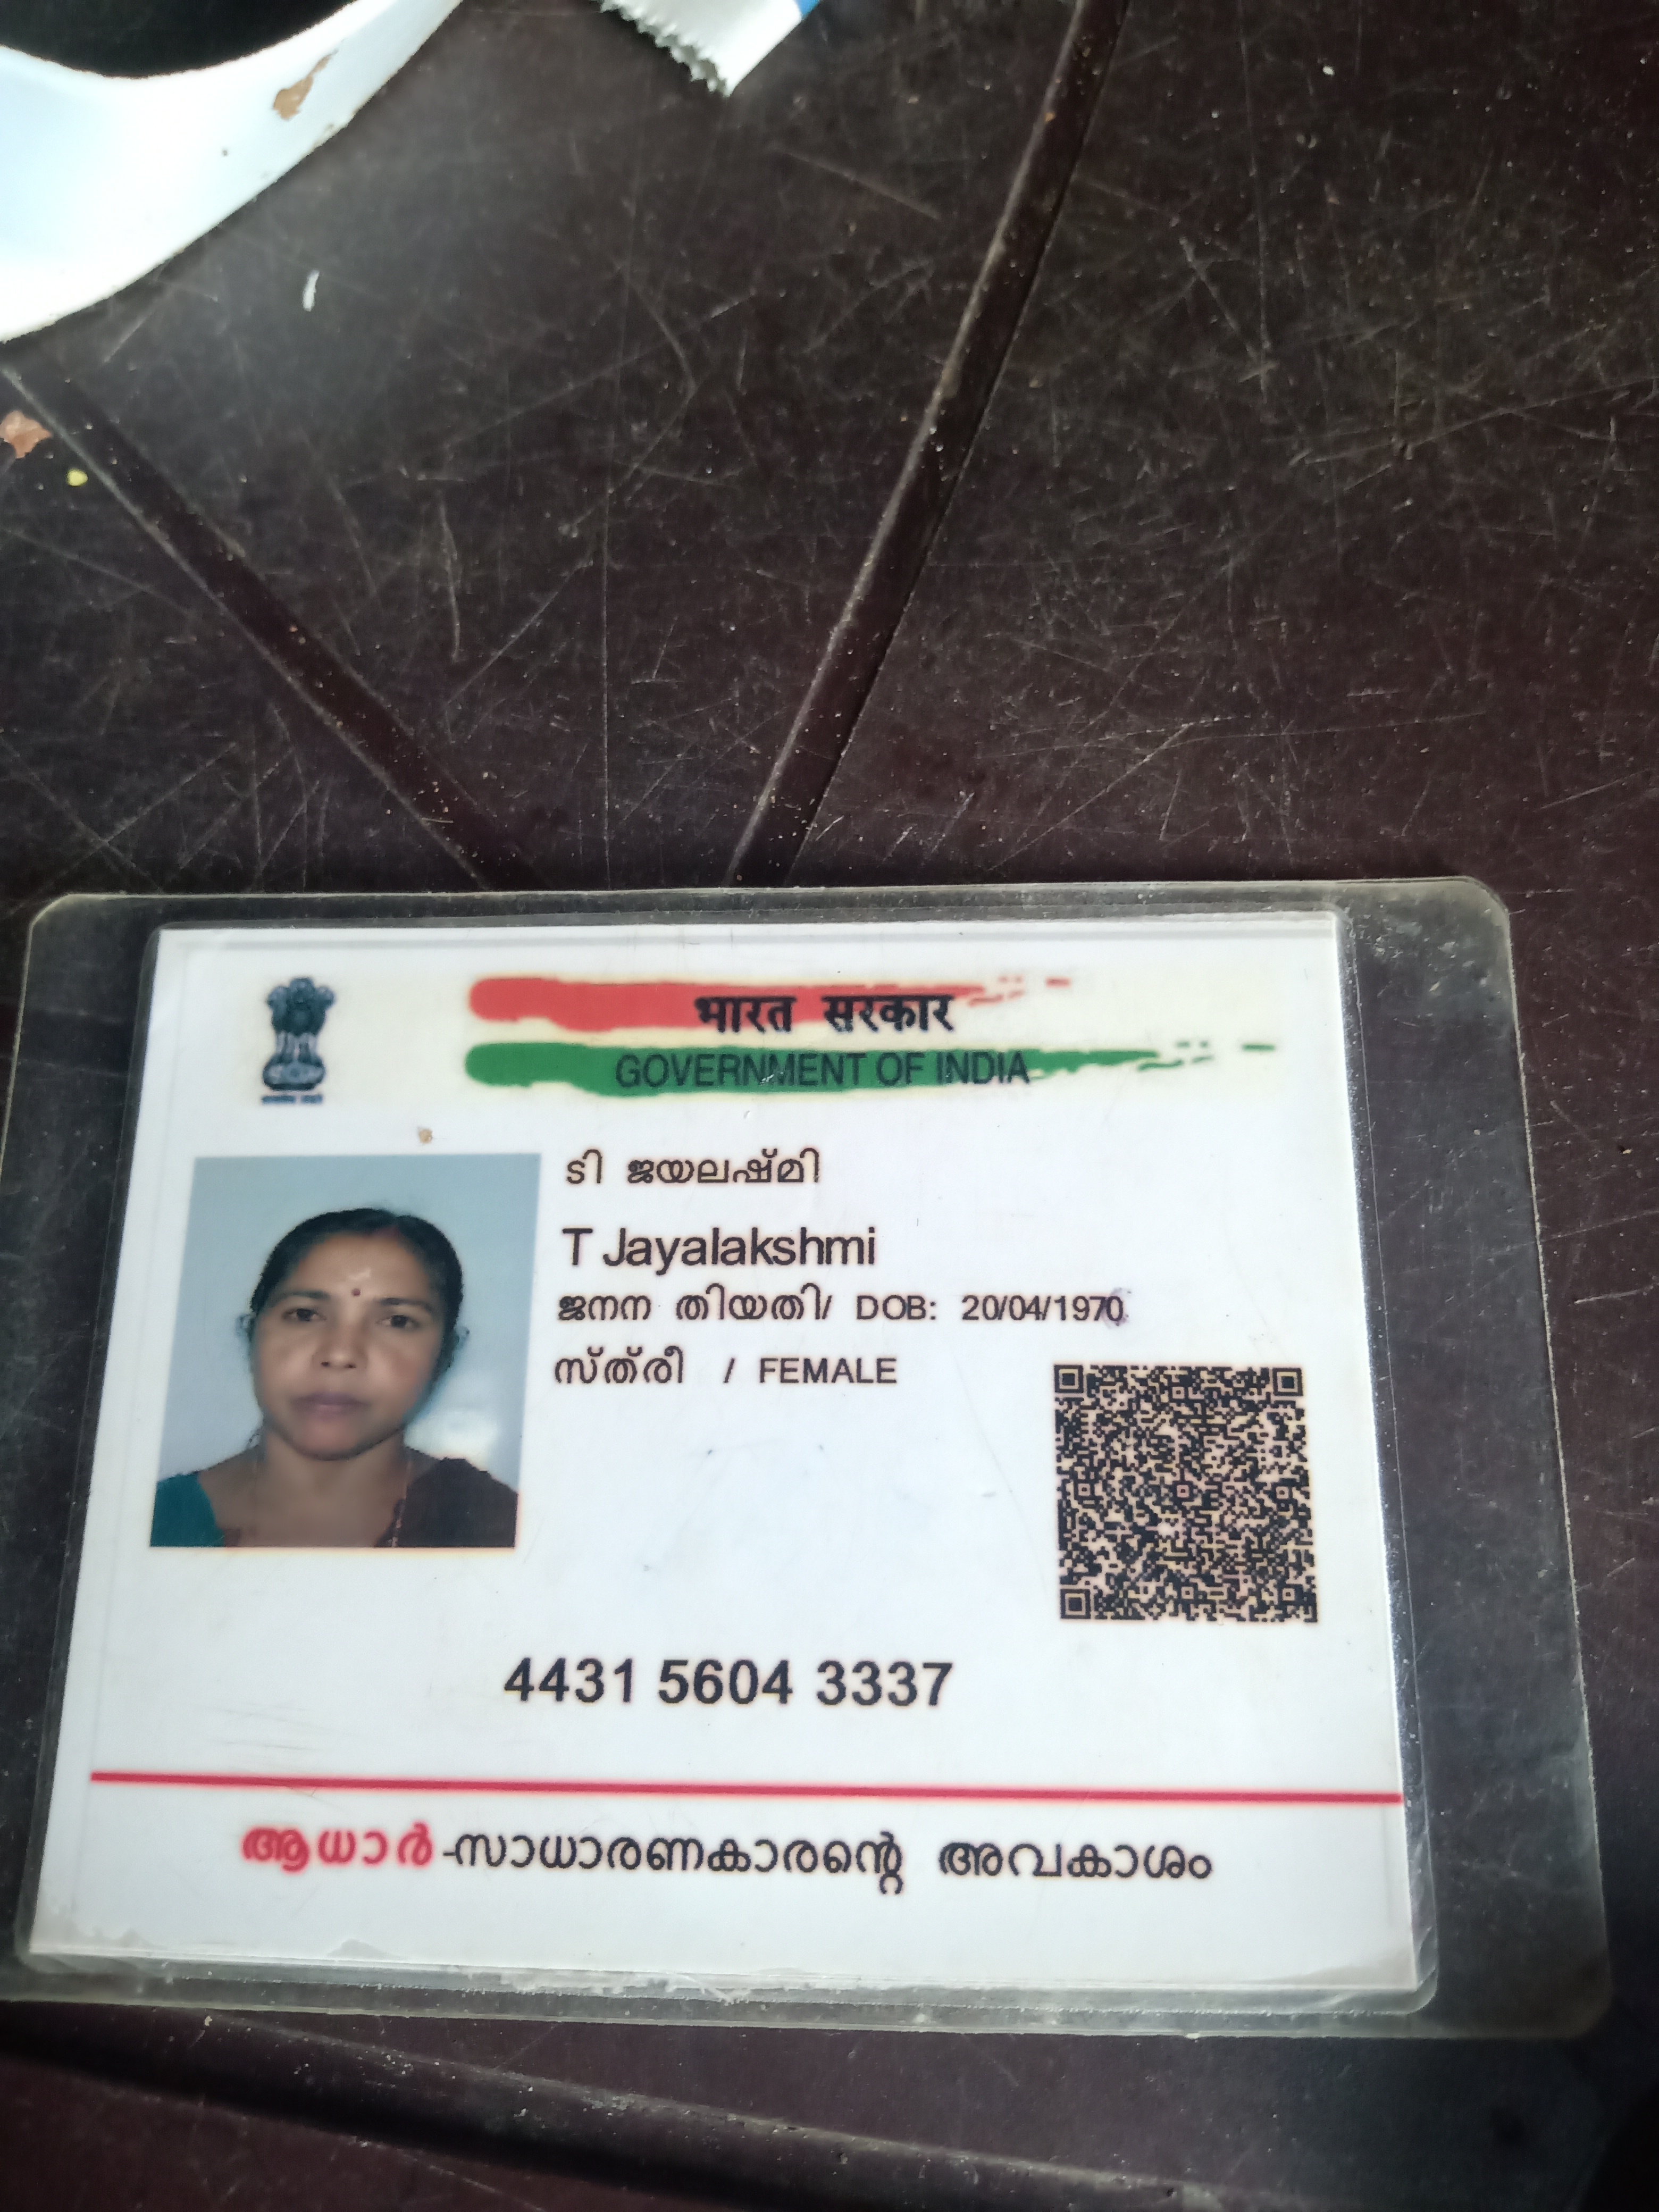 भारत सरकार
GOVERNMENT OF INDIA
ടി ജയലഷ്മി
T Jayalakshmi
ജനന തിയതി/ DOB: 20/04/1970
സ്ത്രീ / FEMALE
4431 5604 3337
ആധാർ-സാധാരണകാരന്റെ അവകാശം